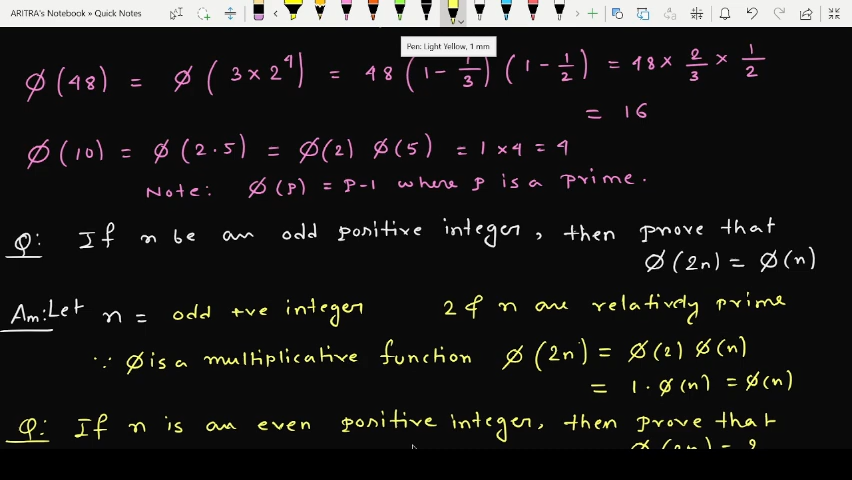 ARITRA's Notebook » Quick Notes
Pen: Light Yellow, 1 mm
ø(48) = ø(3×2⁴) = 48(1-1/3)(1-1/2) = 48×2/3×1/2
= 16
ø(10) = ø(2·5) = ø(2) ø(5) = 1×4 = 4
Note: ø(p) = p-1 where p is a prime.
Q: If n be an odd positive integer, then prove that
ø(2n) = ø(n)
Ans: Let n = odd +ve integer 2 & n are relatively prime
∵ ø is a multiplicative function ø(2n) = ø(2) ø(n)
= 1·ø(n) = ø(n)
Q: If n is an even positive integer, then prove that
ø(2n) = 2